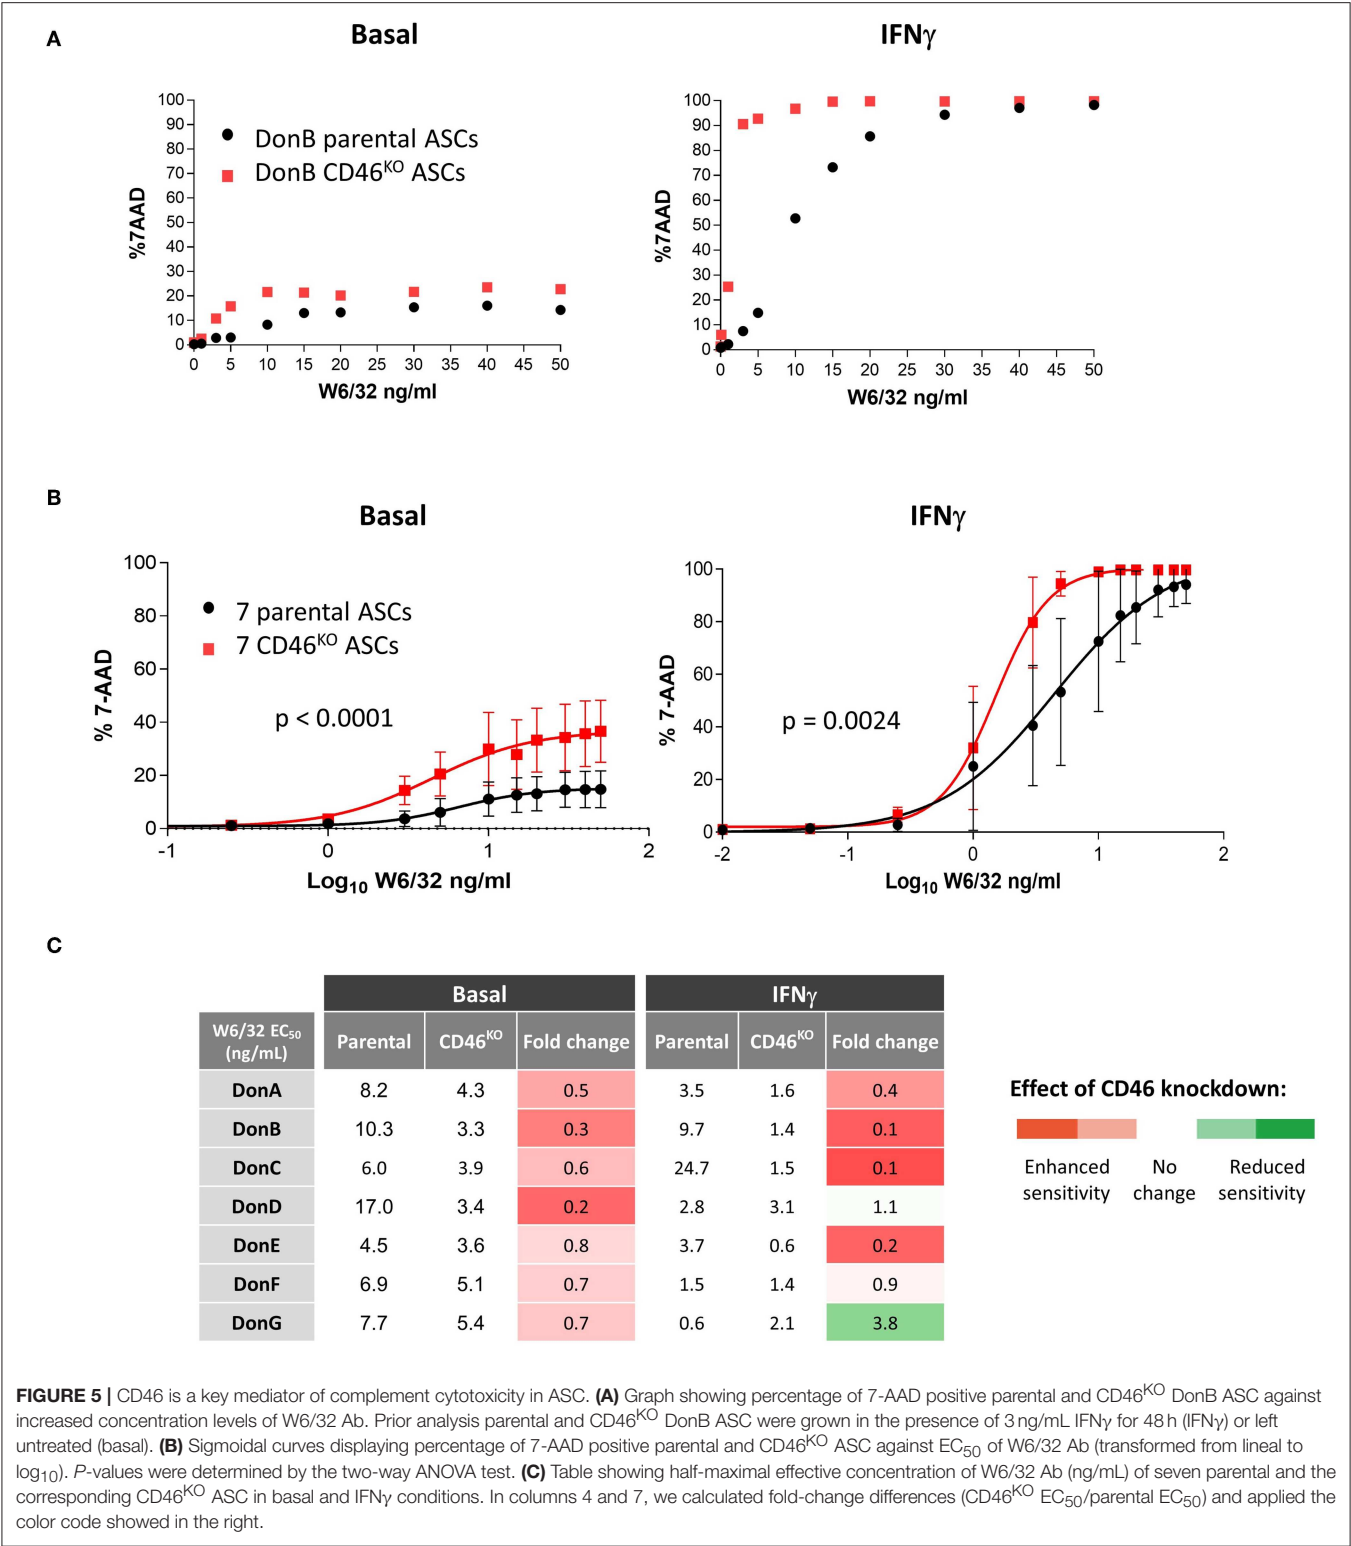 A
Basal
IFNγ
100
90
80
70
60
50
40
30
20
10
0
%7AAD
DonB parental ASCs
DonB CD46KO ASCs
0 5 10 15 20 25 30 35 40 45 50
W6/32 ng/ml
100
90
80
70
60
50
40
30
20
10
0
%7AAD
0 5 10 15 20 25 30 35 40 45 50
W6/32 ng/ml
B
Basal
IFNγ
100
80
60
40
20
0
% 7-AAD
7 parental ASCs
7 CD46KO ASCs
p < 0.0001
-1 0 1 2
Log10 W6/32 ng/ml
100
80
60
40
20
0
% 7-AAD
p = 0.0024
-2 -1 0 1 2
Log10 W6/32 ng/ml
C
Basal IFNγ
W6/32 EC50 (ng/mL) Parental CD46KO Fold change Parental CD46KO Fold change
DonA 8.2 4.3 0.5 3.5 1.6 0.4
DonB 10.3 3.3 0.3 9.7 1.4 0.1
DonC 6.0 3.9 0.6 24.7 1.5 0.1
DonD 17.0 3.4 0.2 2.8 3.1 1.1
DonE 4.5 3.6 0.8 3.7 0.6 0.2
DonF 6.9 5.1 0.7 1.5 1.4 0.9
DonG 7.7 5.4 0.7 0.6 2.1 3.8
Effect of CD46 knockdown:
Enhanced sensitivity
No change
Reduced sensitivity
FIGURE 5 | CD46 is a key mediator of complement cytotoxicity in ASC. (A) Graph showing percentage of 7-AAD positive parental and CD46KO DonB ASC against
increased concentration levels of W6/32 Ab. Prior analysis parental and CD46KO DonB ASC were grown in the presence of 3 ng/mL IFNγ for 48 h (IFNγ) or left
untreated (basal). (B) Sigmoidal curves displaying percentage of 7-AAD positive parental and CD46KO ASC against EC50 of W6/32 Ab (transformed from lineal to
log10). P-values were determined by the two-way ANOVA test. (C) Table showing half-maximal effective concentration of W6/32 Ab (ng/mL) of seven parental and the
corresponding CD46KO ASC in basal and IFNγ conditions. In columns 4 and 7, we calculated fold-change differences (CD46KO EC50/parental EC50) and applied the
color code showed in the right.